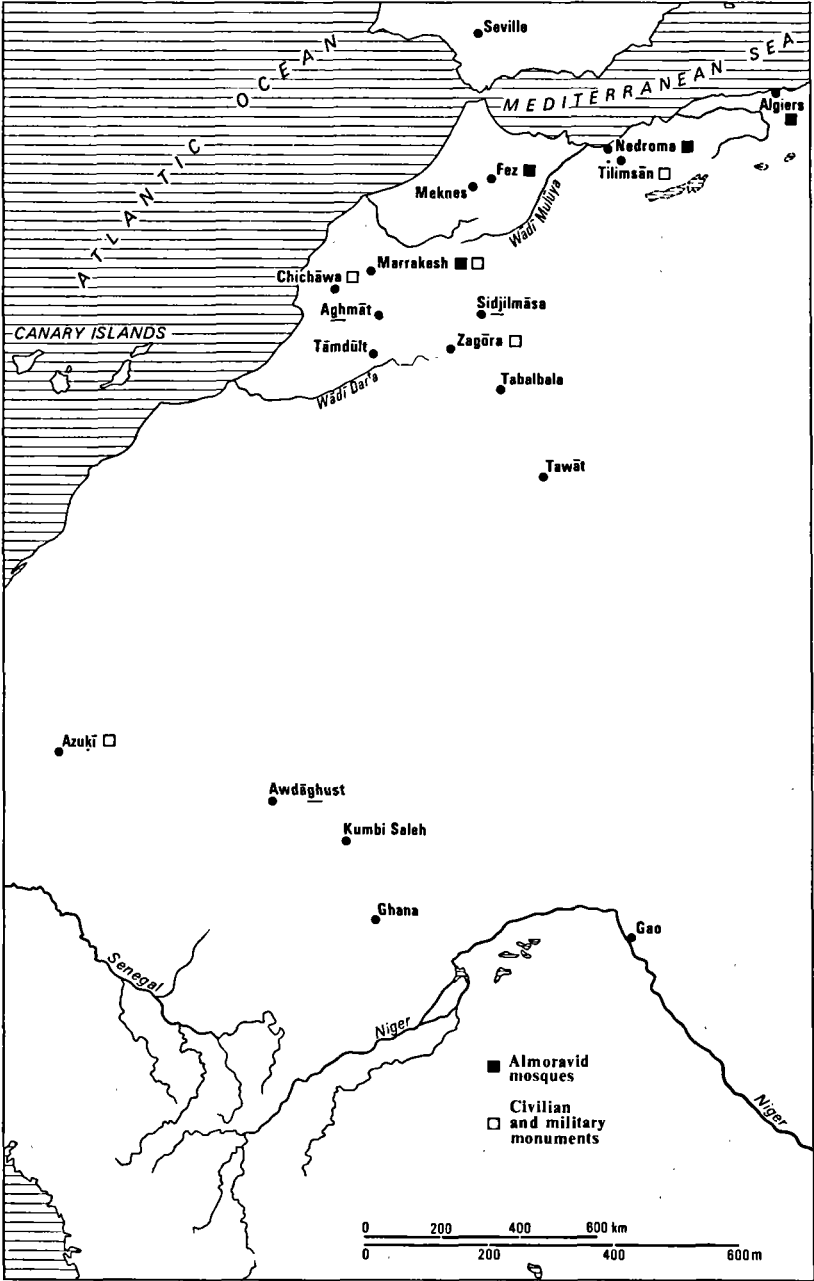 Seville
ATLANTIC OCEAN
MEDITERRANEAN SEA
Algiers
Nedroma
Tilimsān
Fez
Meknes
Wādī Mulūya
Marrakesh
Chichāwa
Aghmāt
Sidjilmāsa
CANARY ISLANDS
Tāmdūlt
Zagōra
Wādī Dar'a
Tabalbala
Tawāt
Azuḳī
Awdāghust
Kumbi Saleh
Ghana
Gao
Senegal
Niger
Almoravid
mosques
Niger
Civilian
and military
monuments
0 200 400 600 km
0 200 400 600 m